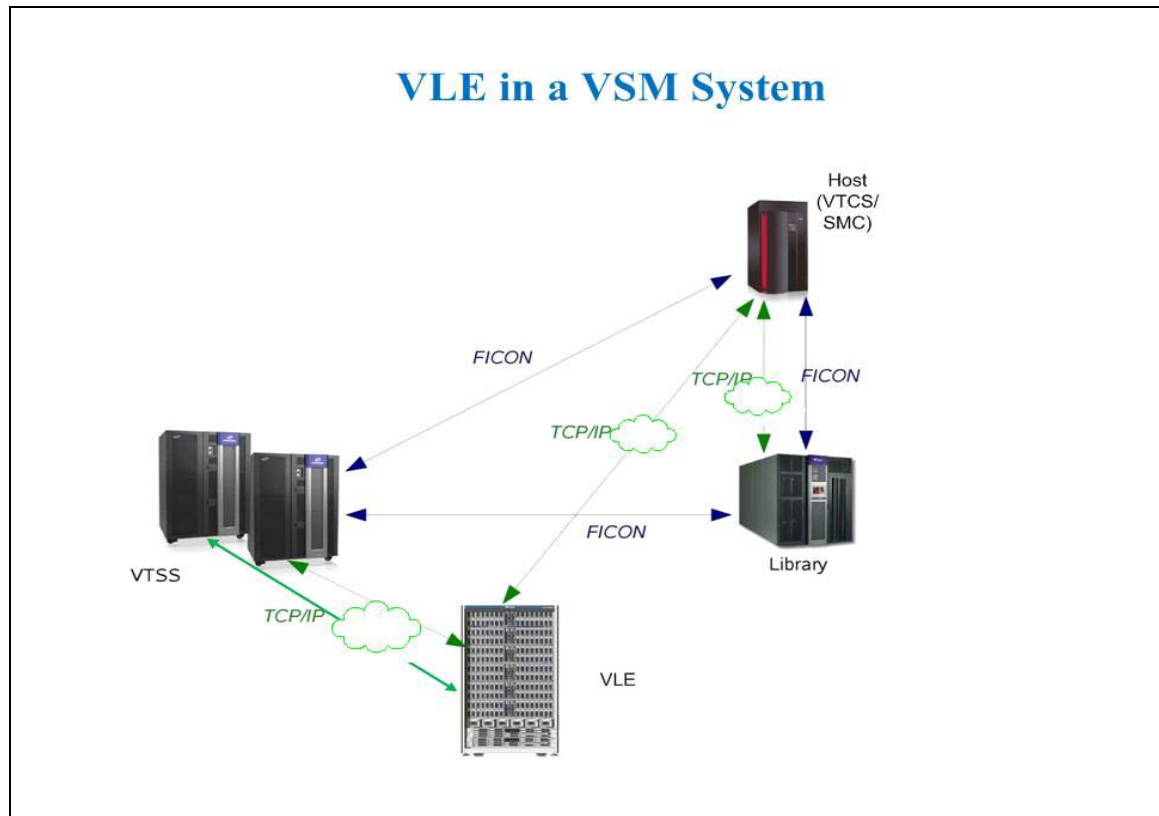 VLE in a VSM System
Host
(VTCS/
SMC)
FICON
TCP/IP
FICON
TCP/IP
FICON
Library
VTSS
TCP/IP
VLE